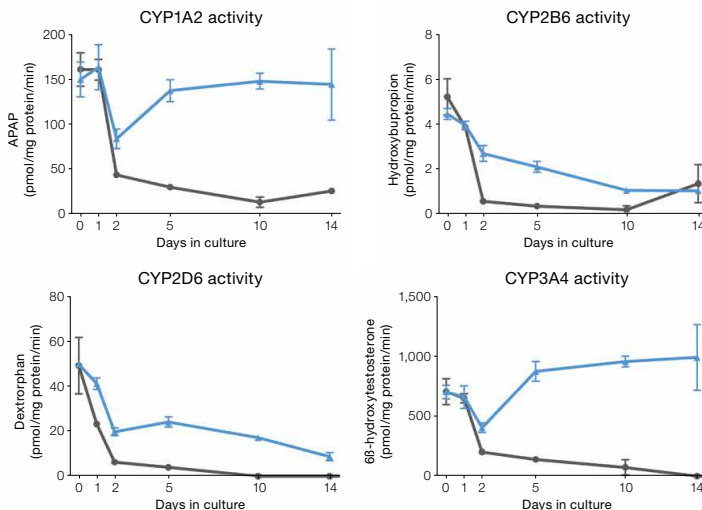 CYP1A2 activity
200
150
100
50
0
APAP
(pmol/mg protein/min)
0 1 2 5 10 14
Days in culture
CYP2B6 activity
8
6
4
2
0
Hydroxybupropion
(pmol/mg protein/min)
0 1 2 5 10 14
Days in culture
CYP2D6 activity
80
60
40
20
0
Dextrorphan
(pmol/mg protein/min)
0 1 2 5 10 14
Days in culture
CYP3A4 activity
1,500
1,000
500
0
6ß-hydroxytestosterone
(pmol/mg protein/min)
0 1 2 5 10 14
Days in culture